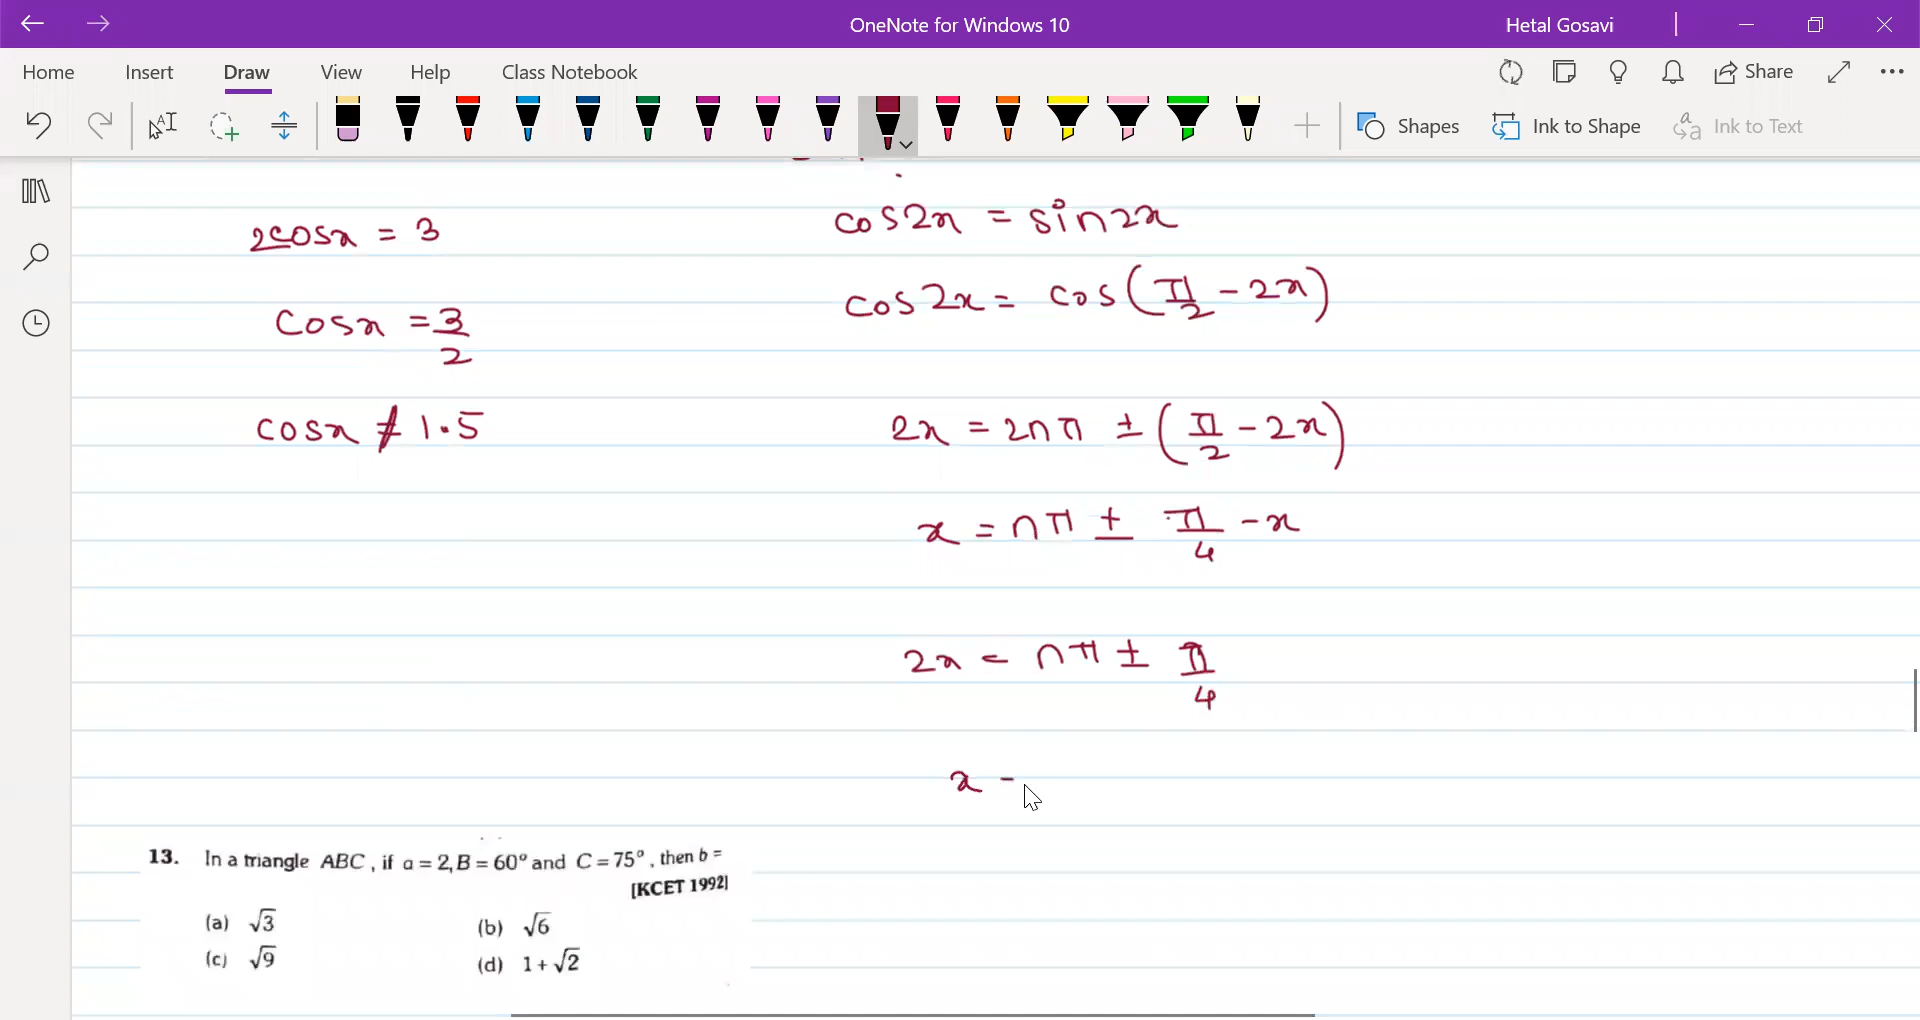 OneNote for Windows 10
Hetal Gosavi
Home Insert Draw View Help Class Notebook
Share
Shapes
Ink to Shape
Ink to Text
2cosx = 3
cosx = 3/2
cosx ≠ 1.5
cos2x = sin2x
cos2x = cos(π/2 - 2x)
2x = 2nπ ± (π/2 - 2x)
x = nπ ± π/4 - x
2x = nπ ± π/4
x -
13. In a triangle ABC, if a = 2, B = 60° and C = 75°, then b =
[KCET 1992]
(a) √3 (b) √6
(c) √9 (d) 1+√2